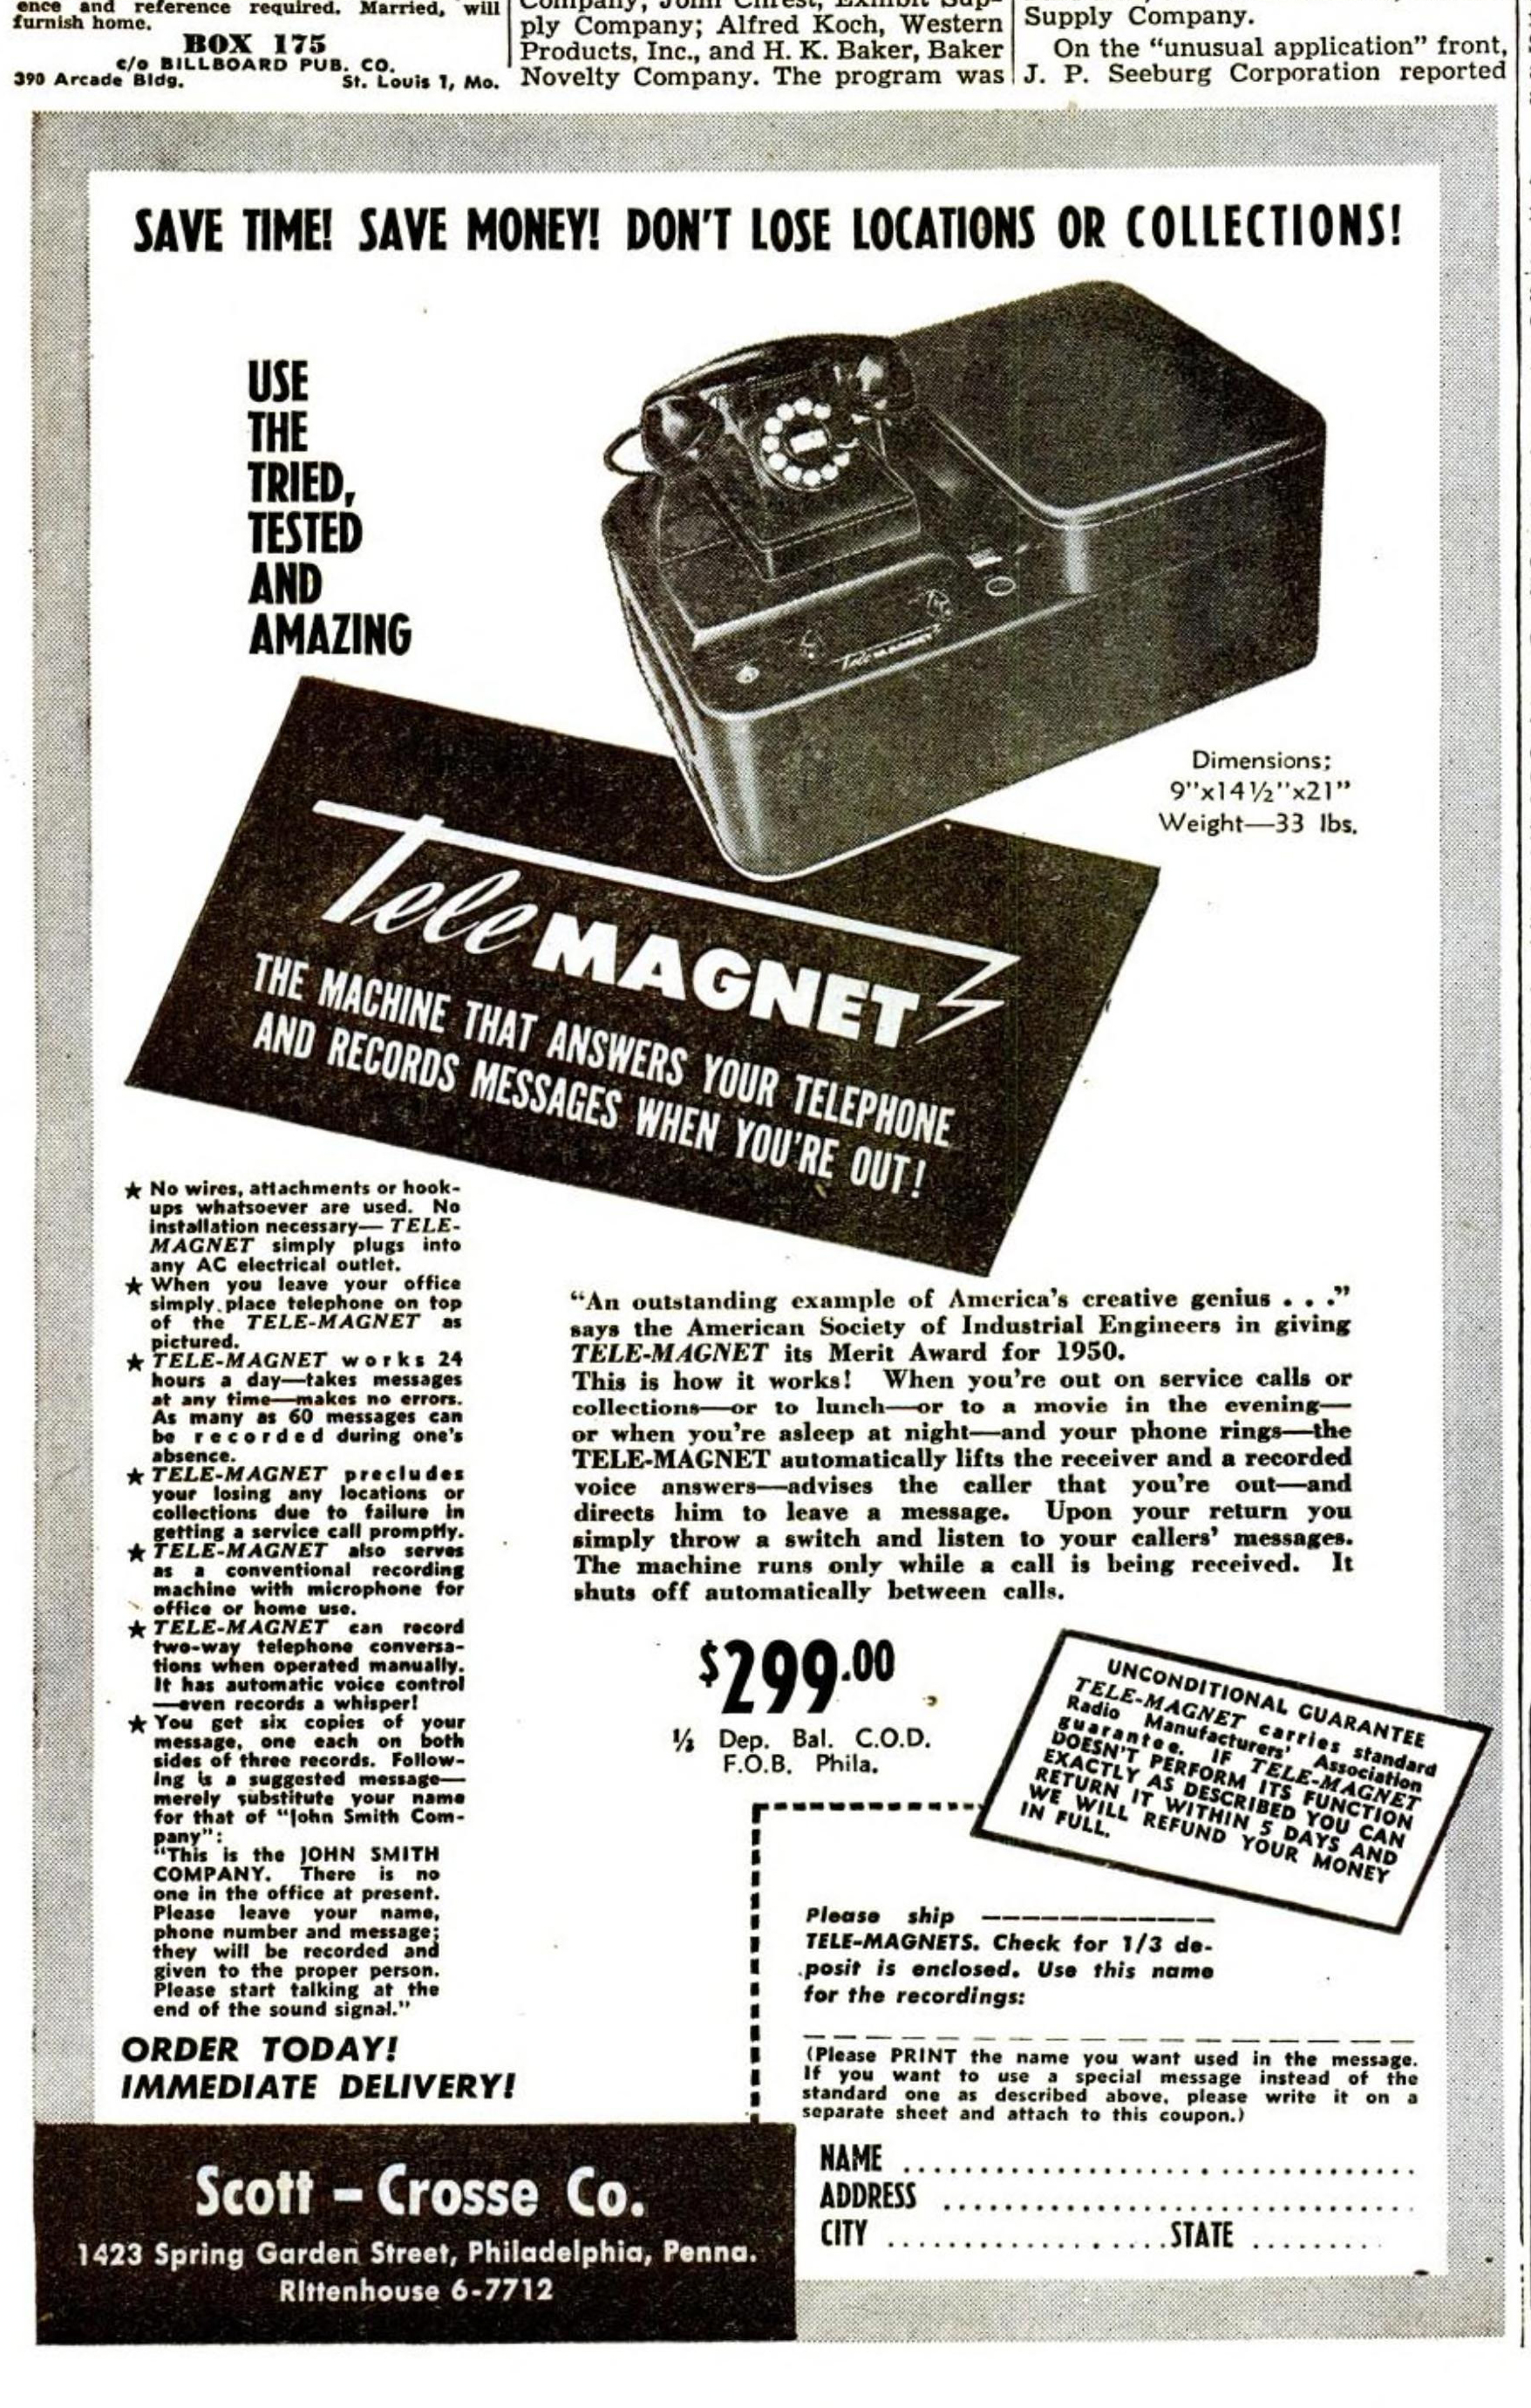 ence and reference required. Married, will
furnish home.
BOX 175
c/o BILLBOARD PUB. CO.
390 Arcade Bldg. St. Louis 1, Mo.
ply Company; Alfred Koch, Western
Products, Inc., and H. K. Baker, Baker
Novelty Company. The program was
Supply Company.
On the “unusual application” front,
J. P. Seeburg Corporation reported
SAVE TIME! SAVE MONEY! DON'T LOSE LOCATIONS OR COLLECTIONS!
USE
THE
TRIED,
TESTED
AND
AMAZING
Tele MAGNET
Dimensions;
9"x14½"x21"
Weight—33 lbs.
Tele MAGNET
THE MACHINE THAT ANSWERS YOUR TELEPHONE
AND RECORDS MESSAGES WHEN YOU'RE OUT!
★ No wires, attachments or hook-
ups whatsoever are used. No
installation necessary— TELE-
MAGNET simply plugs into
any AC electrical outlet.
★ When you leave your office
simply place telephone on top
of the TELE-MAGNET as
pictured.
★ TELE-MAGNET works 24
hours a day—takes messages
at any time—makes no errors.
As many as 60 messages can
be recorded during one's
absence.
★ TELE-MAGNET precludes
your losing any locations or
collections due to failure in
getting a service call promptly.
★ TELE-MAGNET also serves
as a conventional recording
machine with microphone for
office or home use.
★ TELE-MAGNET can record
two-way telephone conversa-
tions when operated manually.
It has automatic voice control
—even records a whisper!
★ You get six copies of your
message, one each on both
sides of three records. Follow-
ing is a suggested message—
merely substitute your name
for that of “John Smith Com-
pany”:
“This is the JOHN SMITH
COMPANY. There is no
one in the office at present.
Please leave your name,
phone number and message;
they will be recorded and
given to the proper person.
Please start talking at the
end of the sound signal.”
ORDER TODAY!
IMMEDIATE DELIVERY!
“An outstanding example of America's creative genius . . .”
says the American Society of Industrial Engineers in giving
TELE-MAGNET its Merit Award for 1950.
This is how it works! When you're out on service calls or
collections—or to lunch—or to a movie in the evening—
or when you're asleep at night—and your phone rings—the
TELE-MAGNET automatically lifts the receiver and a recorded
voice answers—advises the caller that you're out—and
directs him to leave a message. Upon your return you
simply throw a switch and listen to your callers' messages.
The machine runs only while a call is being received. It
shuts off automatically between calls.
$299.00
⅓ Dep. Bal. C.O.D.
F.O.B. Phila.
UNCONDITIONAL GUARANTEE
TELE-MAGNET carries standard
Radio Manufacturers' Association
guarantee. IF TELE-MAGNET
DOESN'T PERFORM ITS FUNCTION
EXACTLY AS DESCRIBED YOU CAN
RETURN IT WITHIN 5 DAYS AND
WE WILL REFUND YOUR MONEY
IN FULL.
Please ship
TELE-MAGNETS. Check for 1/3 de-
posit is enclosed. Use this name
for the recordings:
(Please PRINT the name you want used in the message.
If you want to use a special message instead of the
standard one as described above, please write it on a
separate sheet and attach to this coupon.)
NAME
ADDRESS
CITY STATE
Scott – Crosse Co.
1423 Spring Garden Street, Philadelphia, Penna.
RIttenhouse 6-7712